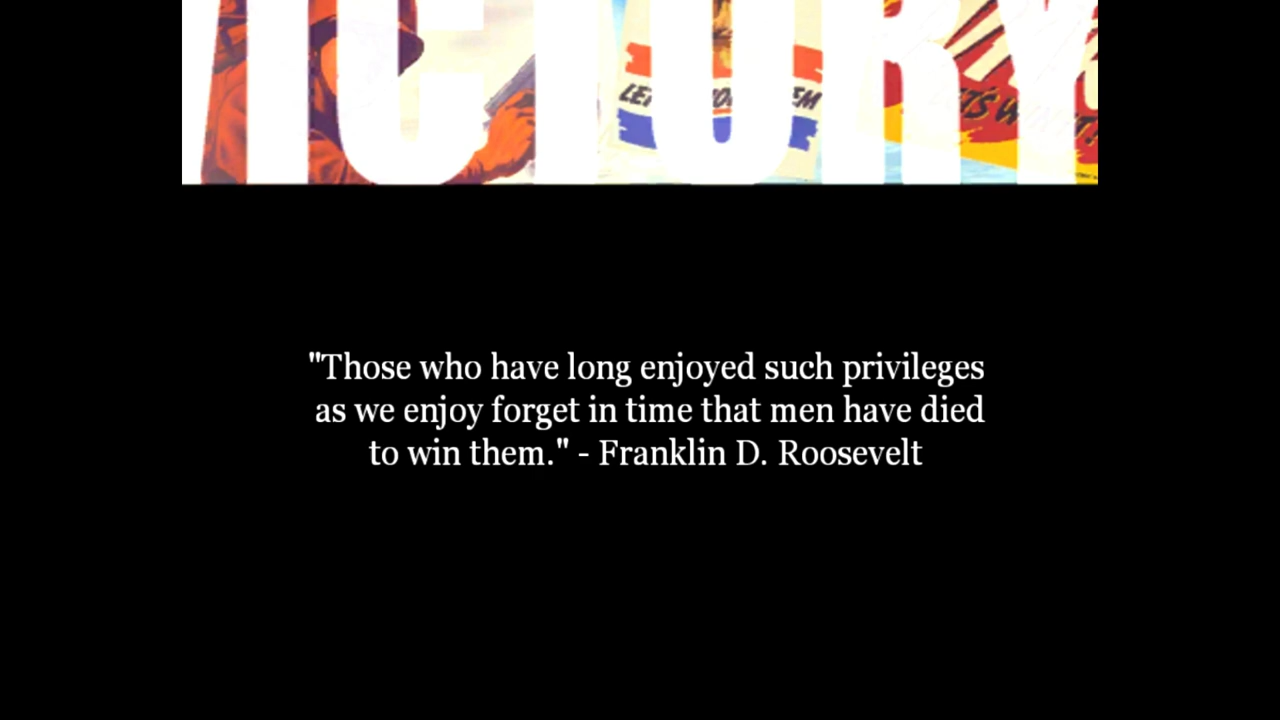 VICTORY
"Those who have long enjoyed such privileges
as we enjoy forget in time that men have died
to win them." - Franklin D. Roosevelt